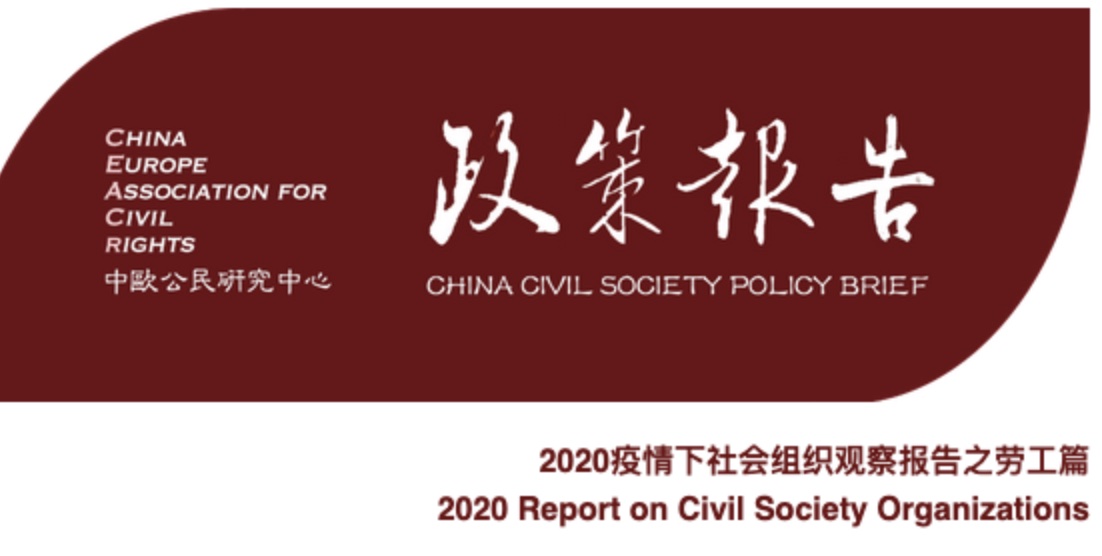 CHINA
EUROPE
ASSOCIATION FOR
CIVIL
RIGHTS
中歐公民研究中心
政策報告
CHINA CIVIL SOCIETY POLICY BRIEF
2020疫情下社会组织观察报告之劳工篇
2020 Report on Civil Society Organizations